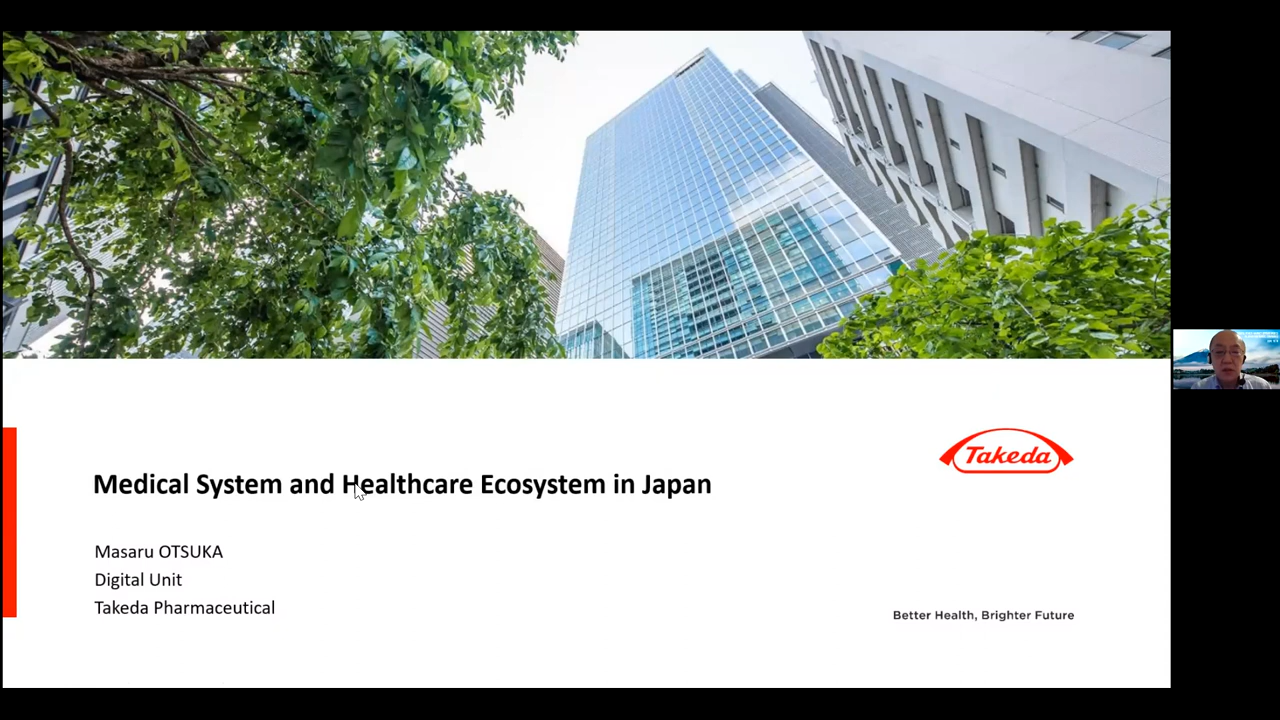 Takeda
Medical System and Healthcare Ecosystem in Japan
Masaru OTSUKA
Digital Unit
Takeda Pharmaceutical
Better Health, Brighter Future